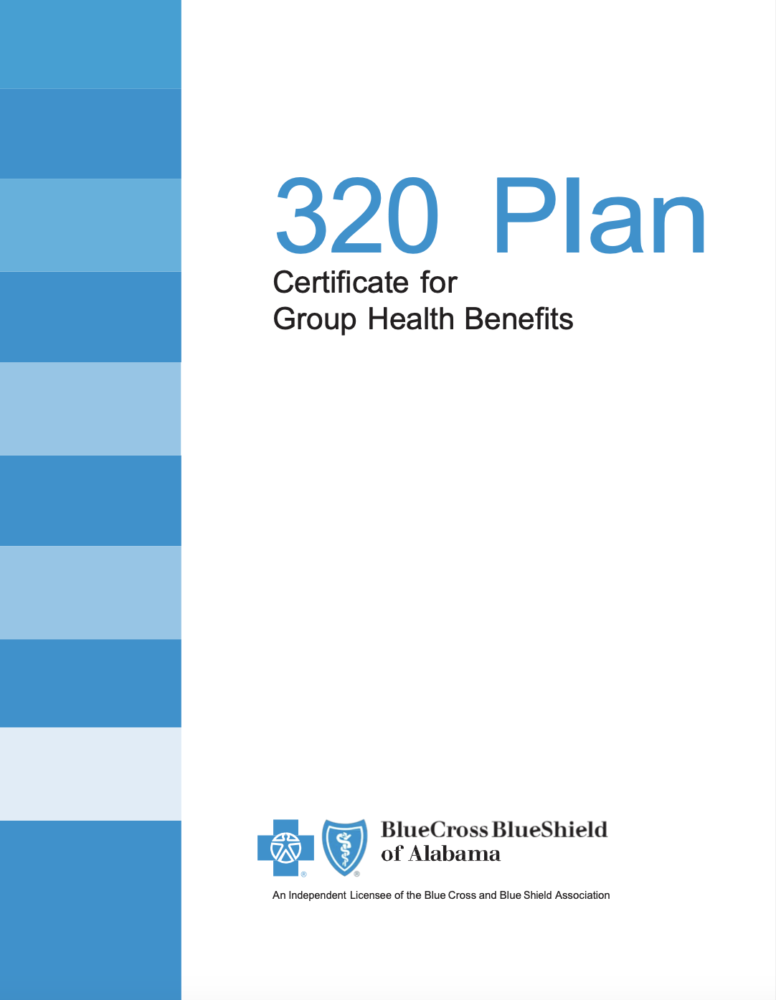 320 Plan
Certificate for
Group Health Benefits
BlueCross BlueShield
of Alabama
® ®
An Independent Licensee of the Blue Cross and Blue Shield Association